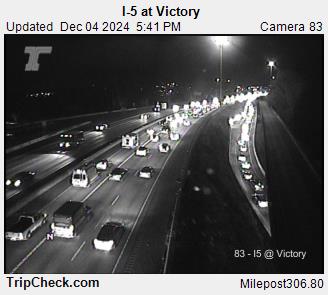 I-5 at Victory
Updated Dec 04 2024 5:41 PM Camera 83
T
N
83 - I5 @ Victory
TripCheck.com Milepost306.80